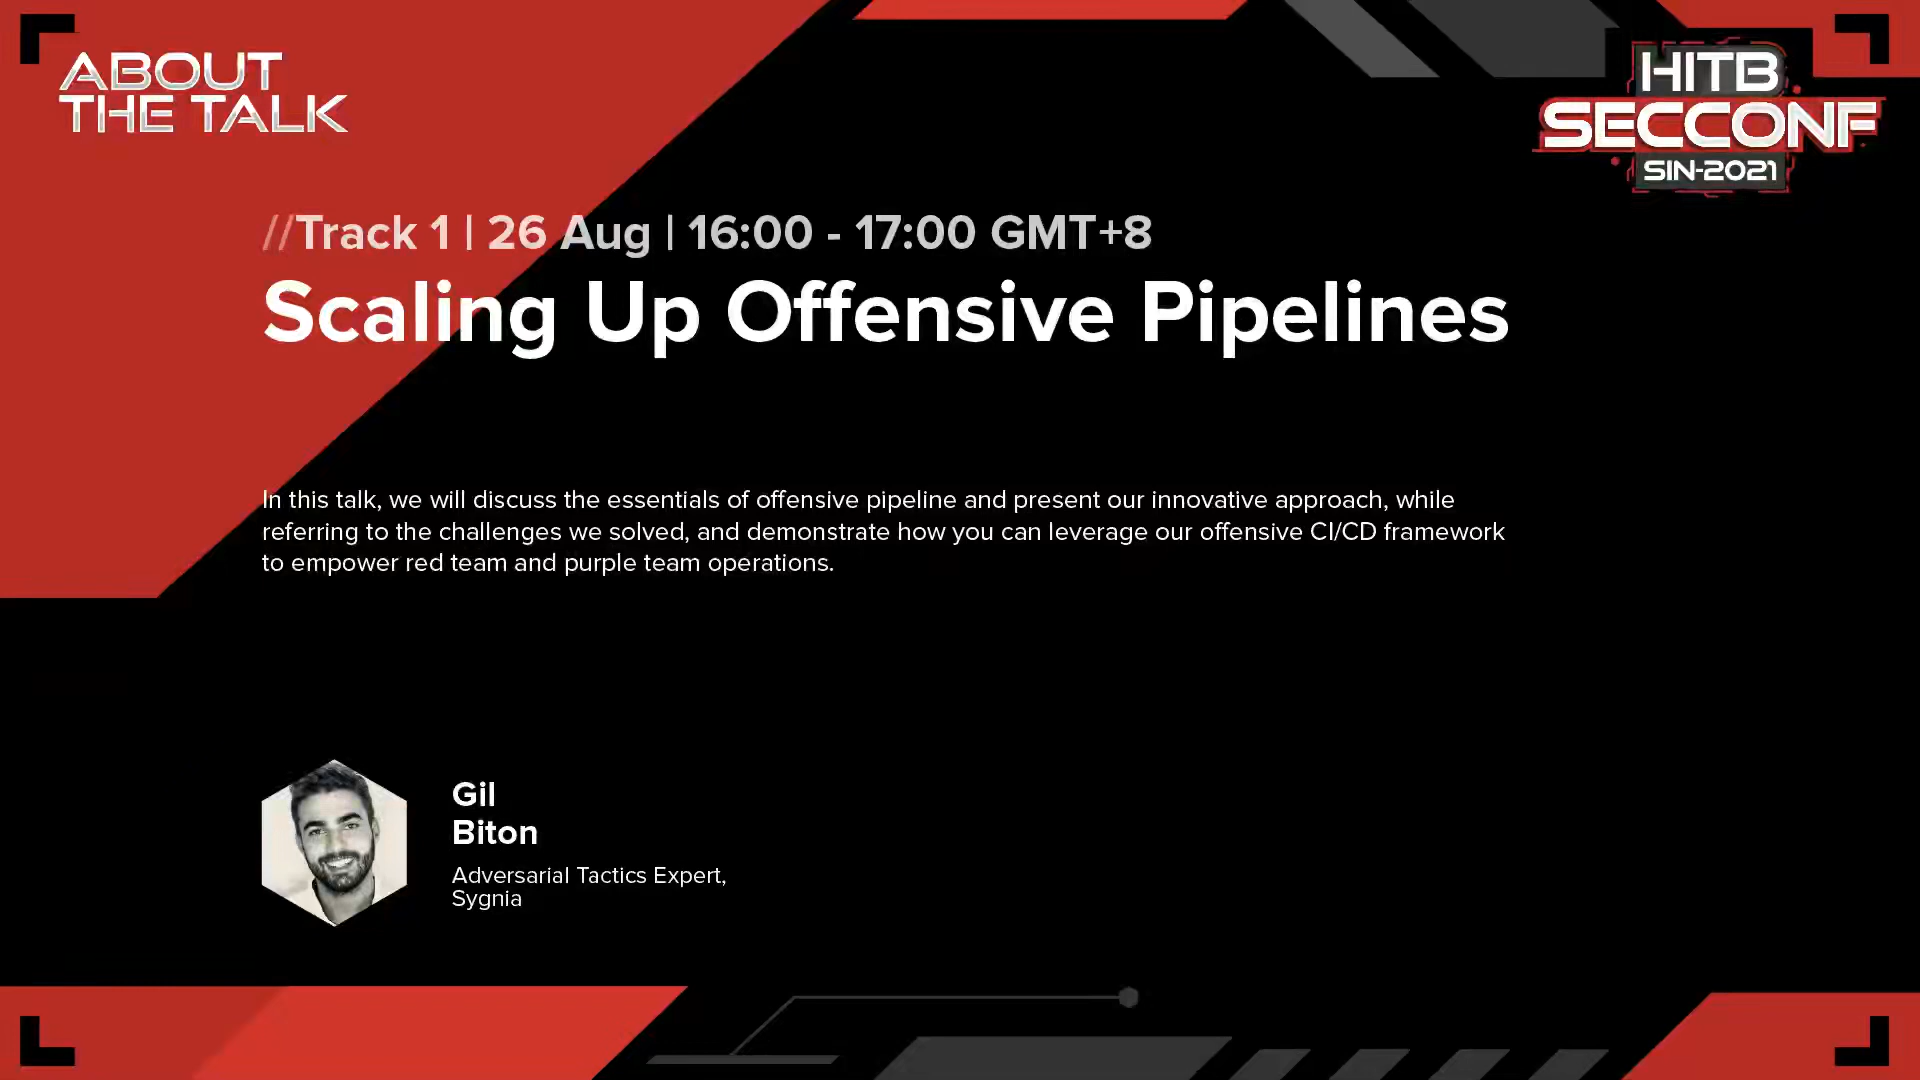 ABOUT
THE TALK
HITB
SECCONF
SIN-2021
//Track 1 | 26 Aug | 16:00 - 17:00 GMT+8
Scaling Up Offensive Pipelines
In this talk, we will discuss the essentials of offensive pipeline and present our innovative approach, while
referring to the challenges we solved, and demonstrate how you can leverage our offensive CI/CD framework
to empower red team and purple team operations.
Gil
Biton
Adversarial Tactics Expert,
Sygnia